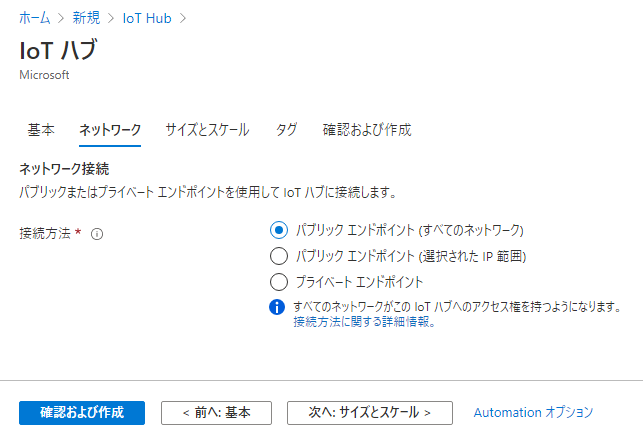 ホーム > 新規 > IoT Hub >
IoT ハブ
Microsoft
基本 ネットワーク サイズとスケール タグ 確認および作成
ネットワーク接続
パブリックまたはプライベート エンドポイントを使用して IoT ハブに接続します。
接続方法 *
パブリック エンドポイント (すべてのネットワーク)
パブリック エンドポイント (選択された IP 範囲)
プライベート エンドポイント
すべてのネットワークがこの IoT ハブへのアクセス権を持つようになります。
接続方法に関する詳細情報。
確認および作成 < 前へ: 基本 次へ: サイズとスケール > Automation オプション